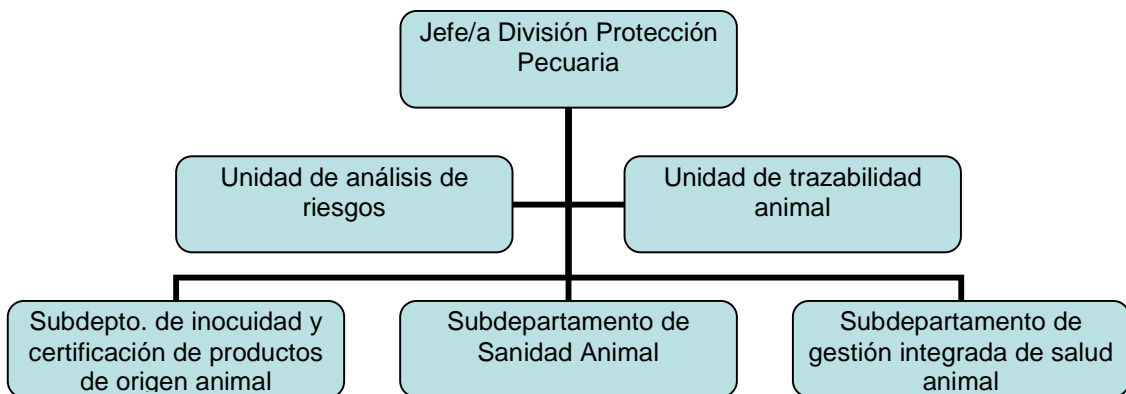 Jefe/a División Protección
Pecuaria
Unidad de análisis de
riesgos
Unidad de trazabilidad
animal
Subdepto. de inocuidad y
certificación de productos
de origen animal
Subdepartamento de
Sanidad Animal
Subdepartamento de
gestión integrada de salud
animal